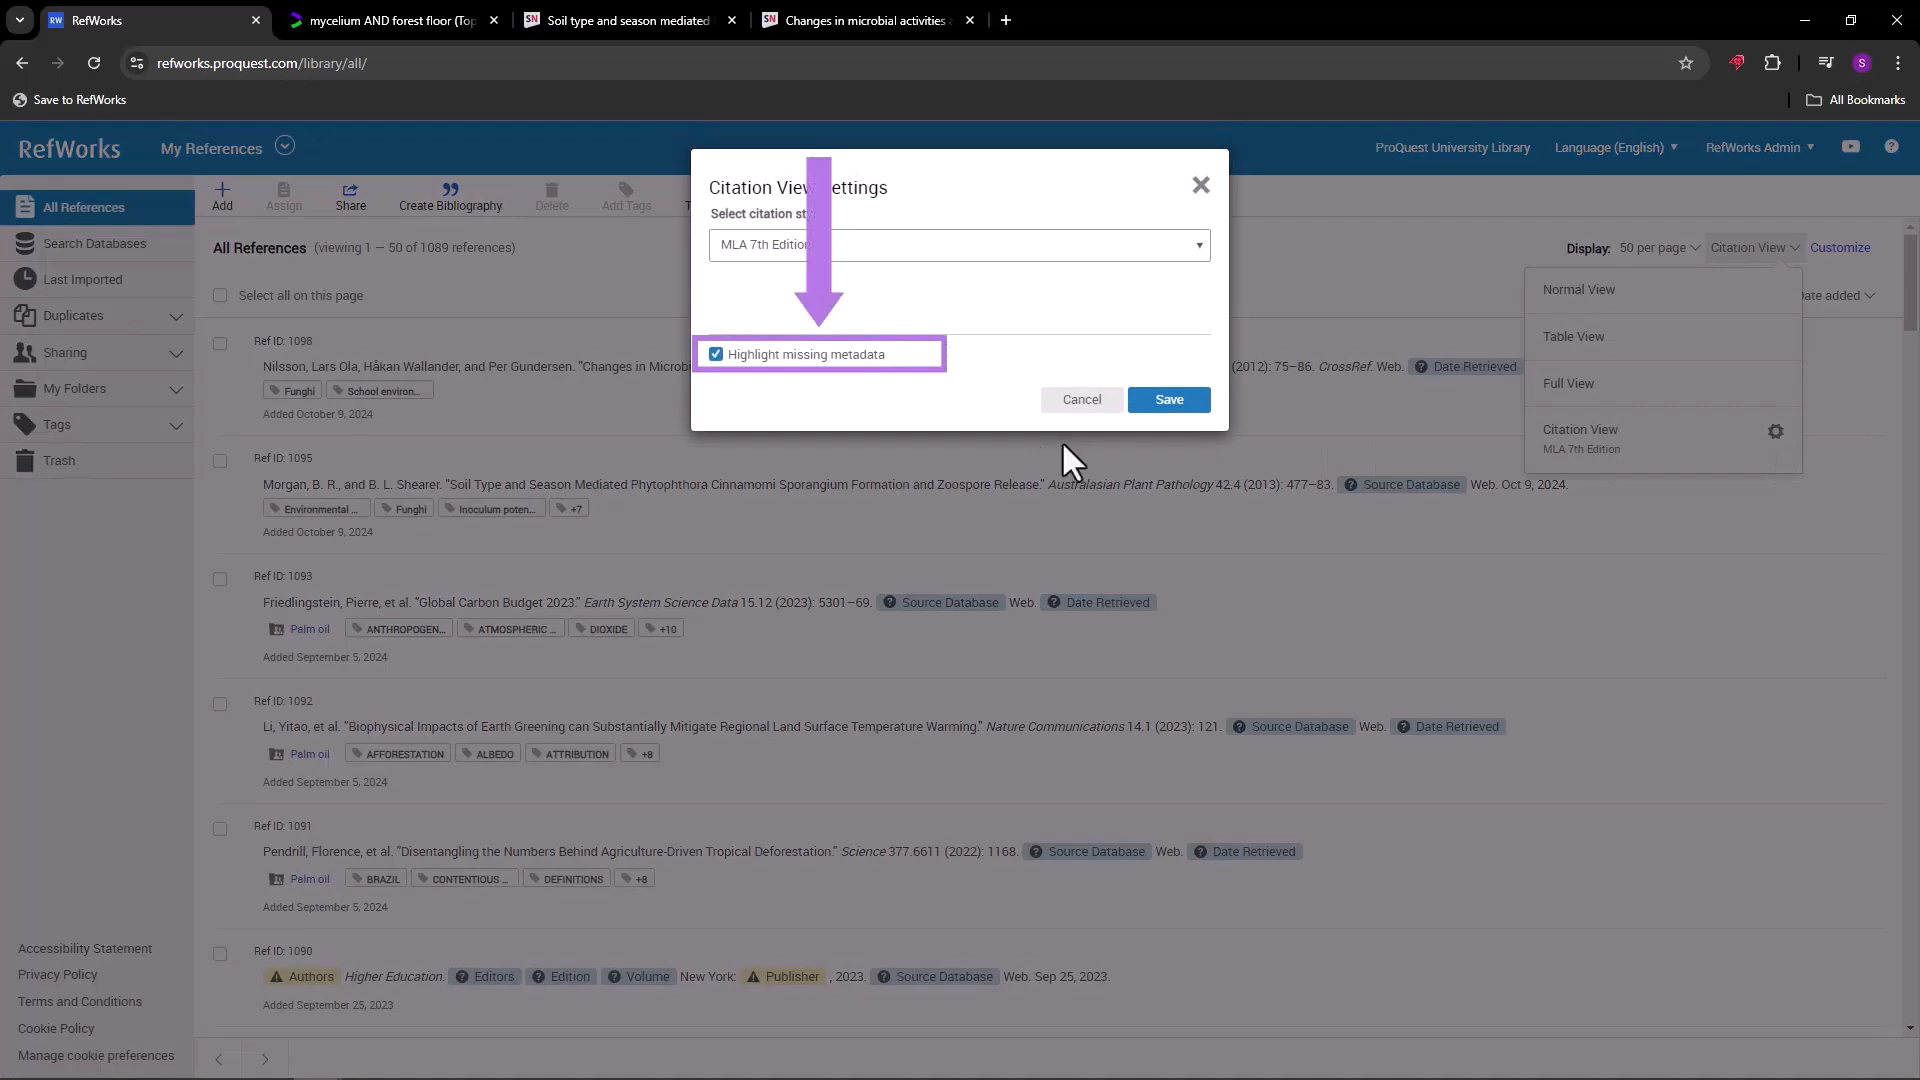 RW RefWorks
mycelium AND forest floor (Top
SN Soil type and season mediated
SN Changes in microbial activities a
refworks.proquest.com/library/all/
S
Save to RefWorks
All Bookmarks
RefWorks
My References
ProQuest University Library
Language (English)
RefWorks Admin
All References
Search Databases
Last Imported
Duplicates
Sharing
My Folders
Tags
Trash
Add
Assign
Share
Create Bibliography
Delete
Add Tags
All References (viewing 1 — 50 of 1089 references)
Display: 50 per page Citation View Customize
Select all on this page
Date added
Citation View Settings
Select citation st
MLA 7th Edition
Highlight missing metadata
Cancel
Save
Normal View
Table View
Full View
Citation View
MLA 7th Edition
Ref ID: 1098
Nilsson, Lars Ola, Håkan Wallander, and Per Gundersen. "Changes in Microbi (2012): 75–86. CrossRef. Web. Date Retrieved
Funghi School environ...
Added October 9, 2024
Ref ID: 1095
Morgan, B. R., and B. L. Shearer. "Soil Type and Season Mediated Phytophthora Cinnamomi Sporangium Formation and Zoospore Release." Australasian Plant Pathology 42.4 (2013): 477–83. Source Database Web. Oct 9, 2024.
Environmental ... Funghi Inoculum poten... +7
Added October 9, 2024
Ref ID: 1093
Friedlingstein, Pierre, et al. "Global Carbon Budget 2023." Earth System Science Data 15.12 (2023): 5301–69. Source Database Web. Date Retrieved
Palm oil ANTHROPOGEN... ATMOSPHERIC ... DIOXIDE +10
Added September 5, 2024
Ref ID: 1092
Li, Yitao, et al. "Biophysical Impacts of Earth Greening can Substantially Mitigate Regional Land Surface Temperature Warming." Nature Communications 14.1 (2023): 121. Source Database Web. Date Retrieved
Palm oil AFFORESTATION ALBEDO ATTRIBUTION +8
Added September 5, 2024
Ref ID: 1091
Pendrill, Florence, et al. "Disentangling the Numbers Behind Agriculture-Driven Tropical Deforestation." Science 377.6611 (2022): 1168. Source Database Web. Date Retrieved
Palm oil BRAZIL CONTENTIOUS ... DEFINITIONS +8
Added September 5, 2024
Ref ID: 1090
Authors Higher Education. Editors Edition Volume New York: Publisher , 2023. Source Database Web. Sep 25, 2023.
Added September 25, 2023
Accessibility Statement
Privacy Policy
Terms and Conditions
Cookie Policy
Manage cookie preferences